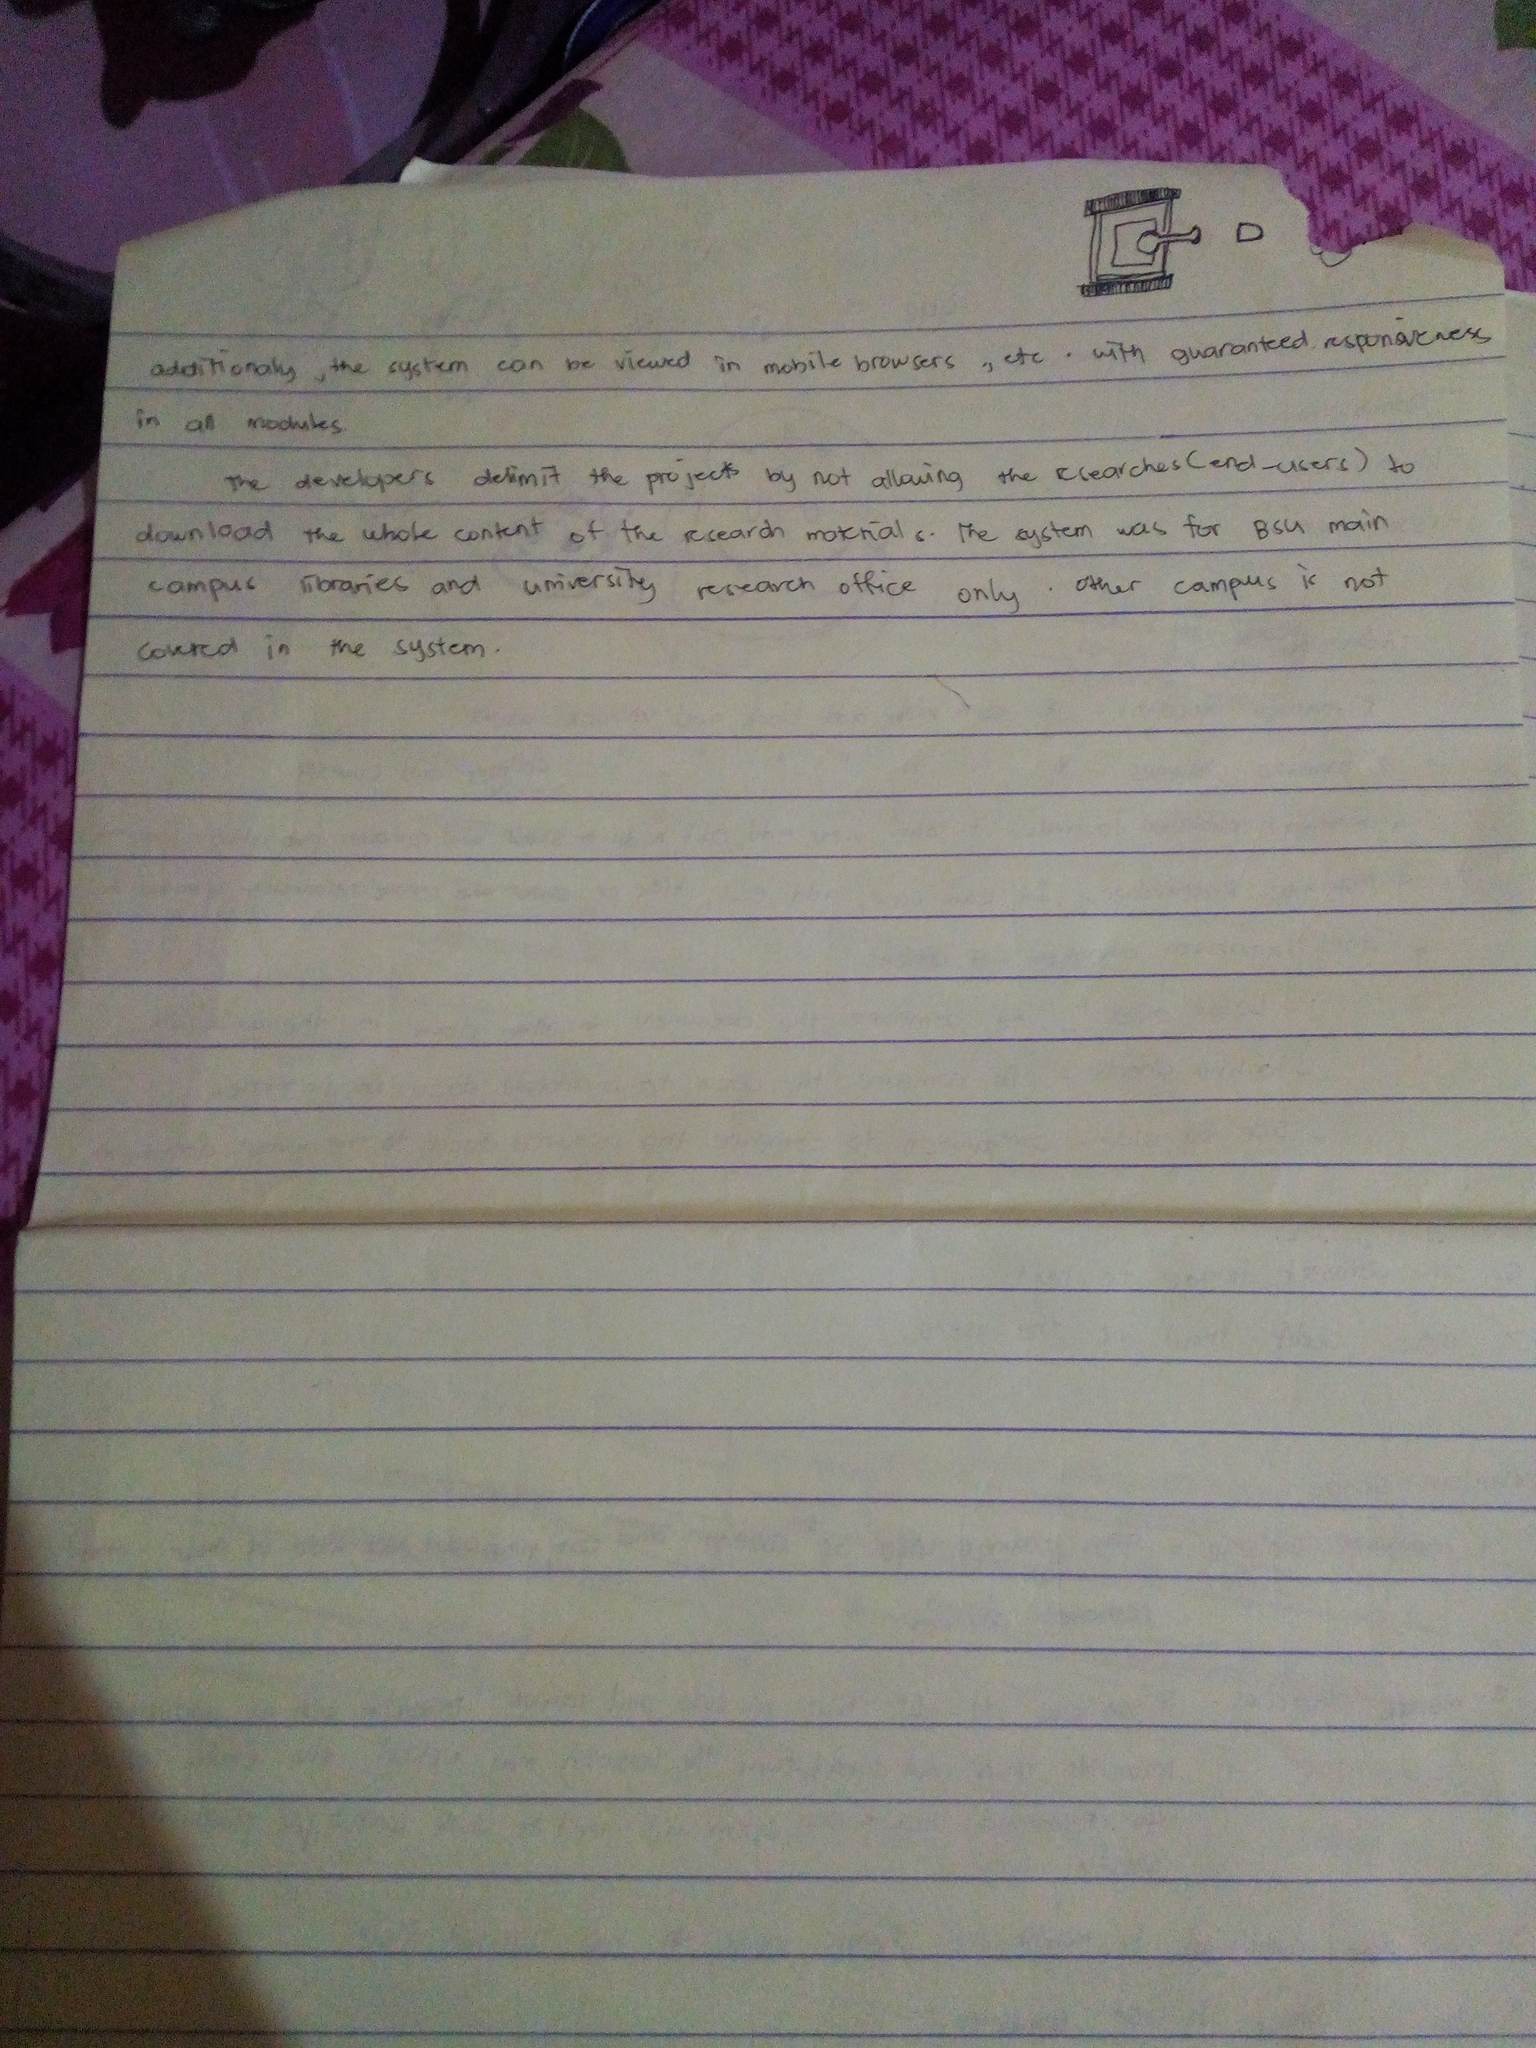 additionaly, the system can be viewed in mobile browsers, etc. with guaranteed responsiveness
in all modules.
The developers delimit the projects by not allowing the researches (end-users) to
download the whole content of the research materials. The system was for BSU main
campus libraries and university research office only. other campus is not
covered in the system.